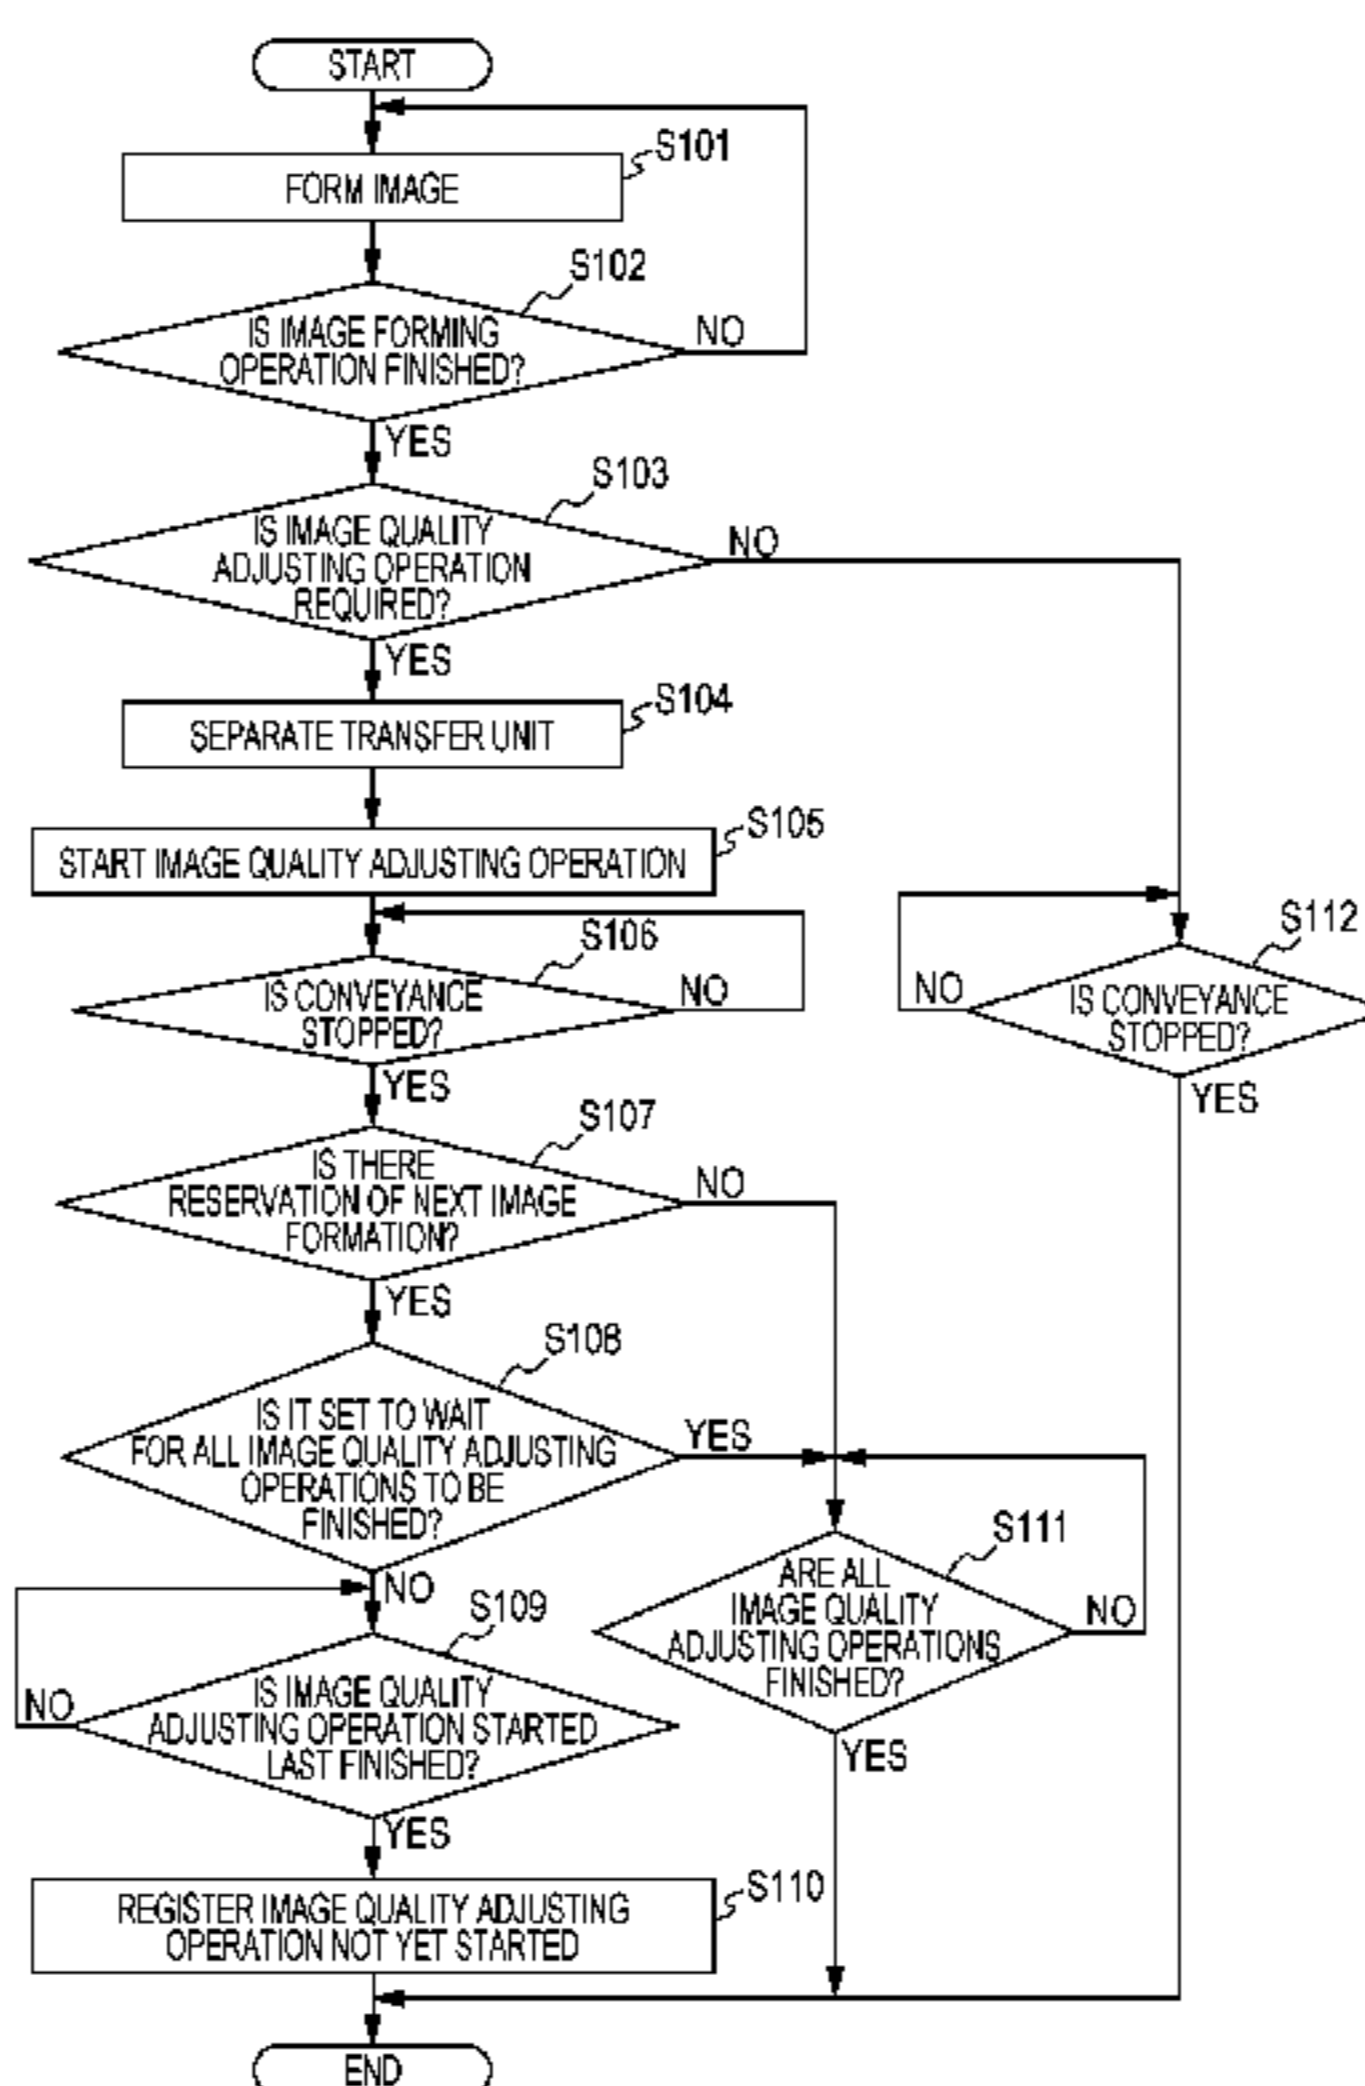 START
S101
FORM IMAGE
S102
IS IMAGE FORMING
OPERATION FINISHED?
NO
YES
S103
IS IMAGE QUALITY
ADJUSTING OPERATION
REQUIRED?
NO
YES
S104
SEPARATE TRANSFER UNIT
S105
START IMAGE QUALITY ADJUSTING OPERATION
S106
IS CONVEYANCE
STOPPED?
NO
YES
S112
IS CONVEYANCE
STOPPED?
NO
YES
S107
IS THERE
RESERVATION OF NEXT IMAGE
FORMATION?
NO
YES
S108
IS IT SET TO WAIT
FOR ALL IMAGE QUALITY ADJUSTING
OPERATIONS TO BE
FINISHED?
YES
NO
S111
ARE ALL
IMAGE QUALITY
ADJUSTING OPERATIONS
FINISHED?
NO
YES
S109
IS IMAGE QUALITY
ADJUSTING OPERATION STARTED
LAST FINISHED?
NO
YES
S110
REGISTER IMAGE QUALITY ADJUSTING
OPERATION NOT YET STARTED
END